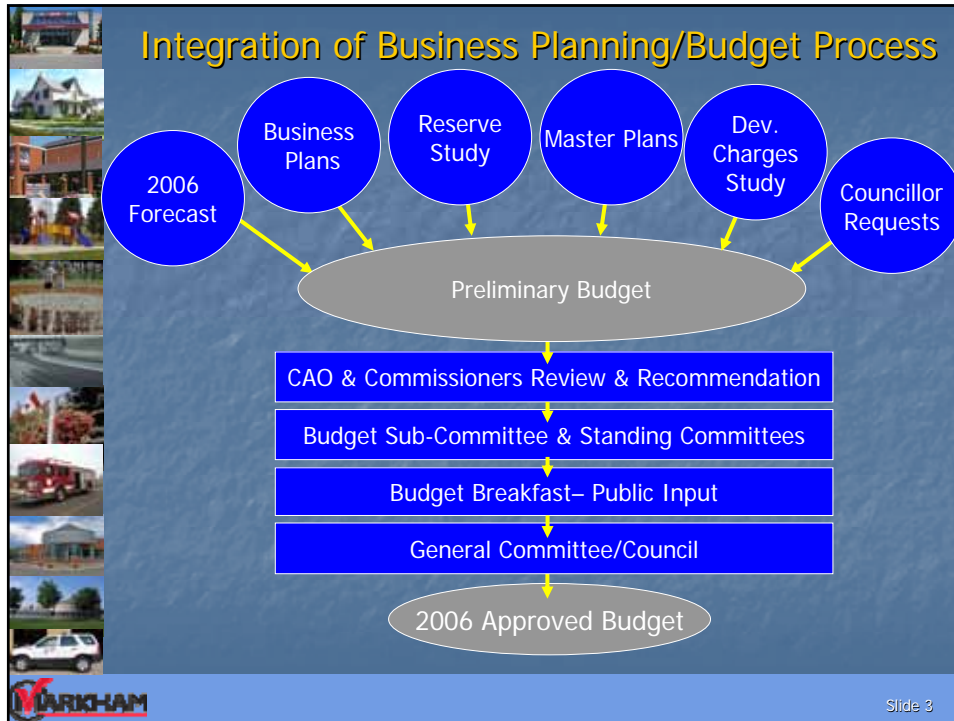 Integration of Business Planning/Budget Process
2006
Forecast
Business
Plans
Reserve
Study
Master Plans
Dev.
Charges
Study
Councillor
Requests
Preliminary Budget
CAO & Commissioners Review & Recommendation
Budget Sub-Committee & Standing Committees
Budget Breakfast– Public Input
General Committee/Council
2006 Approved Budget
MARKHAM
Slide 3